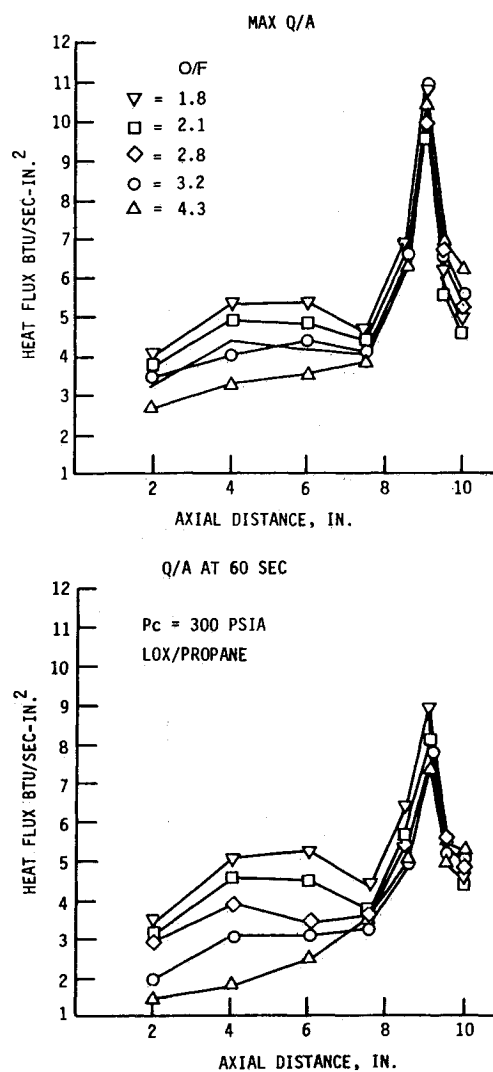 MAX Q/A
O/F
▽ = 1.8
□ = 2.1
◇ = 2.8
○ = 3.2
△ = 4.3
HEAT FLUX BTU/SEC-IN.²
12
11
10
9
8
7
6
5
4
3
2
1
2 4 6 8 10
AXIAL DISTANCE, IN.
Q/A AT 60 SEC
Pc = 300 PSIA
LOX/PROPANE
HEAT FLUX BTU/SEC-IN.²
12
11
10
9
8
7
6
5
4
3
2
1
2 4 6 8 10
AXIAL DISTANCE, IN.